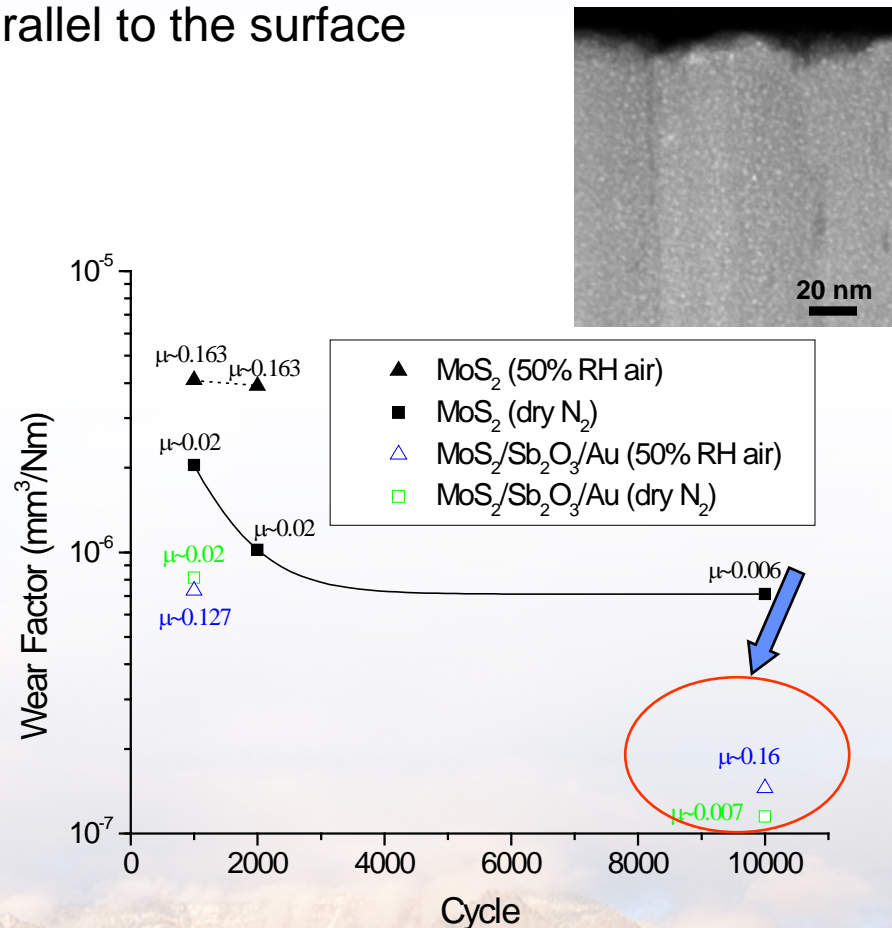 rallel to the surface
20 nm
10⁻⁵
μ~0.163
μ~0.163
MoS₂ (50% RH air)
MoS₂ (dry N₂)
MoS₂/Sb₂O₃/Au (50% RH air)
MoS₂/Sb₂O₃/Au (dry N₂)
μ~0.02
μ~0.02
10⁻⁶
μ~0.02
μ~0.006
μ~0.127
Wear Factor (mm³/Nm)
μ~0.16
μ~0.007
10⁻⁷
0 2000 4000 6000 8000 10000
Cycle